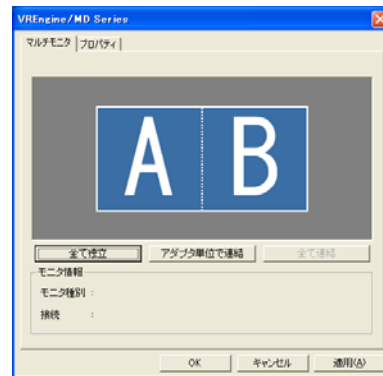 VREngine/MD Series
マルチモニタ プロパティ
A B
全て独立 アダプタ単位で連結 全て連結
モニタ情報
モニタ種別 :
接続 :
OK キャンセル 適用(A)